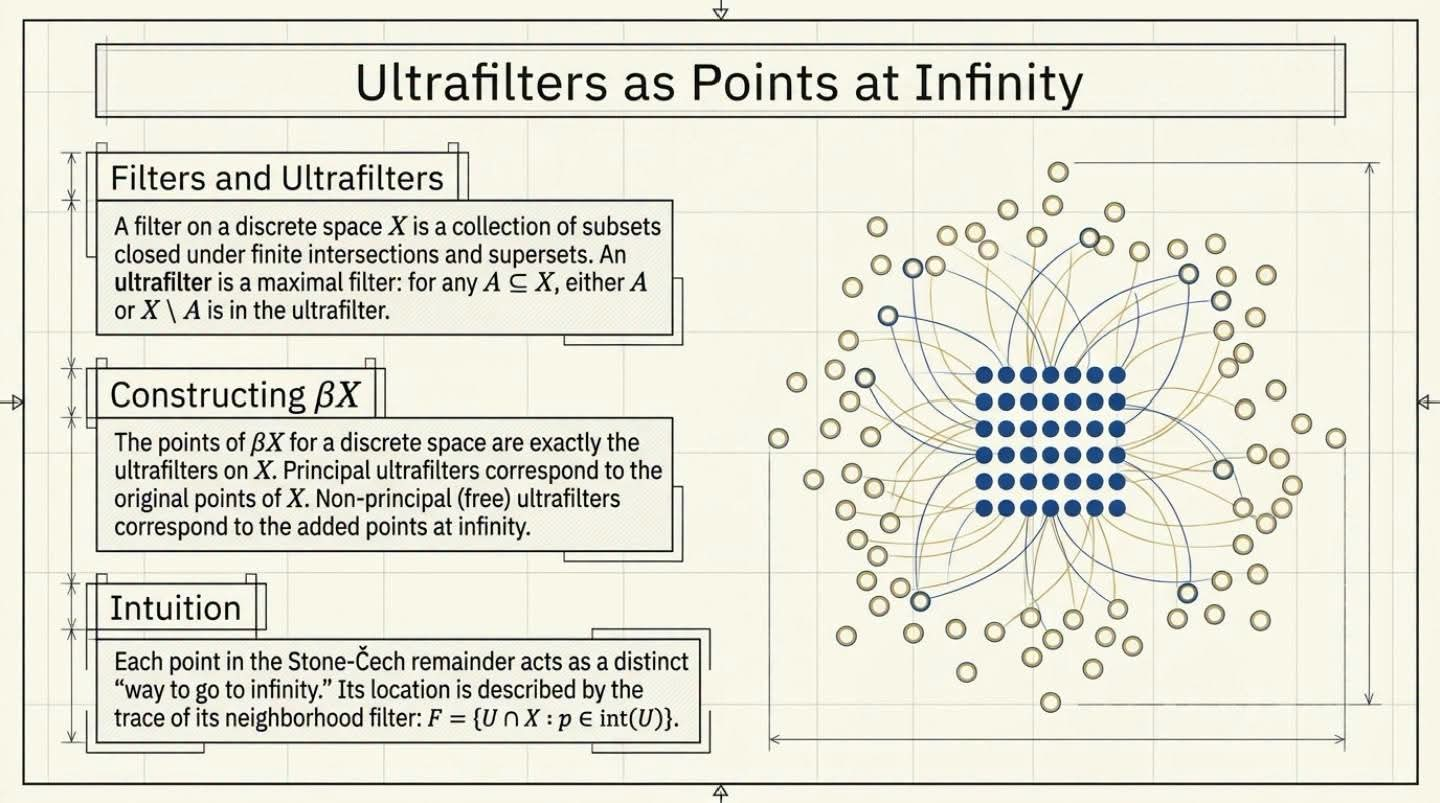 Ultrafilters as Points at Infinity
Filters and Ultrafilters
A filter on a discrete space X is a collection of subsets
closed under finite intersections and supersets. An
ultrafilter is a maximal filter: for any A ⊆ X, either A
or X \ A is in the ultrafilter.
Constructing βX
The points of βX for a discrete space are exactly the
ultrafilters on X. Principal ultrafilters correspond to the
original points of X. Non-principal (free) ultrafilters
correspond to the added points at infinity.
Intuition
Each point in the Stone-Čech remainder acts as a distinct
“way to go to infinity.” Its location is described by the
trace of its neighborhood filter: F = {U ∩ X : p ∈ int(U)}.